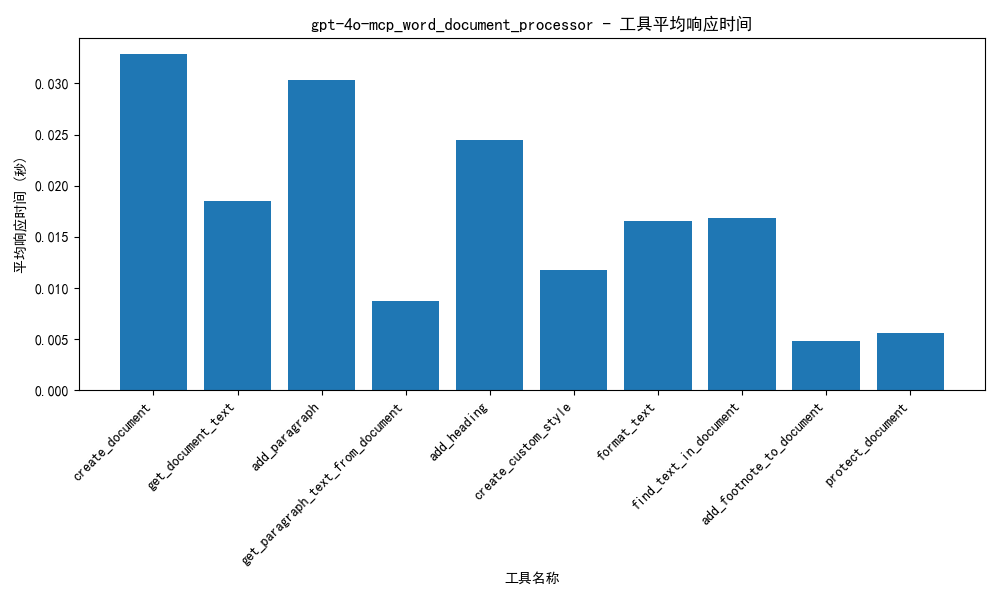 gpt-4o-mcp_word_document_processor - 工具平均响应时间
平均响应时间 (秒)
0.030
0.025
0.020
0.015
0.010
0.005
0.000
create_document
get_document_text
add_paragraph
get_paragraph_text_from_document
add_heading
create_custom_style
format_text
find_text_in_document
add_footnote_to_document
protect_document
工具名称